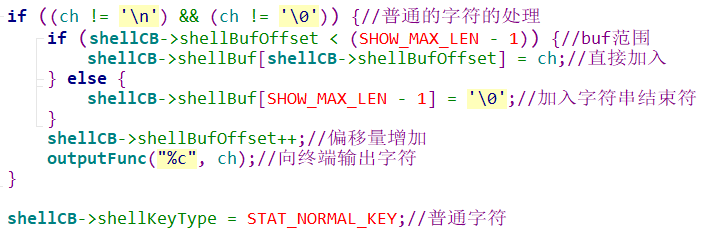 if ((ch != '\n') && (ch != '\0')) {//普通的字符的处理
    if (shellCB->shellBufOffset < (SHOW_MAX_LEN - 1)) {//buf范围
        shellCB->shellBuf[shellCB->shellBufOffset] = ch;//直接加入
    } else {
        shellCB->shellBuf[SHOW_MAX_LEN - 1] = '\0';//加入字符串结束符
    }
    shellCB->shellBufOffset++;//偏移量增加
    outputFunc("%c", ch);//向终端输出字符
}
shellCB->shellKeyType = STAT_NORMAL_KEY;//普通字符